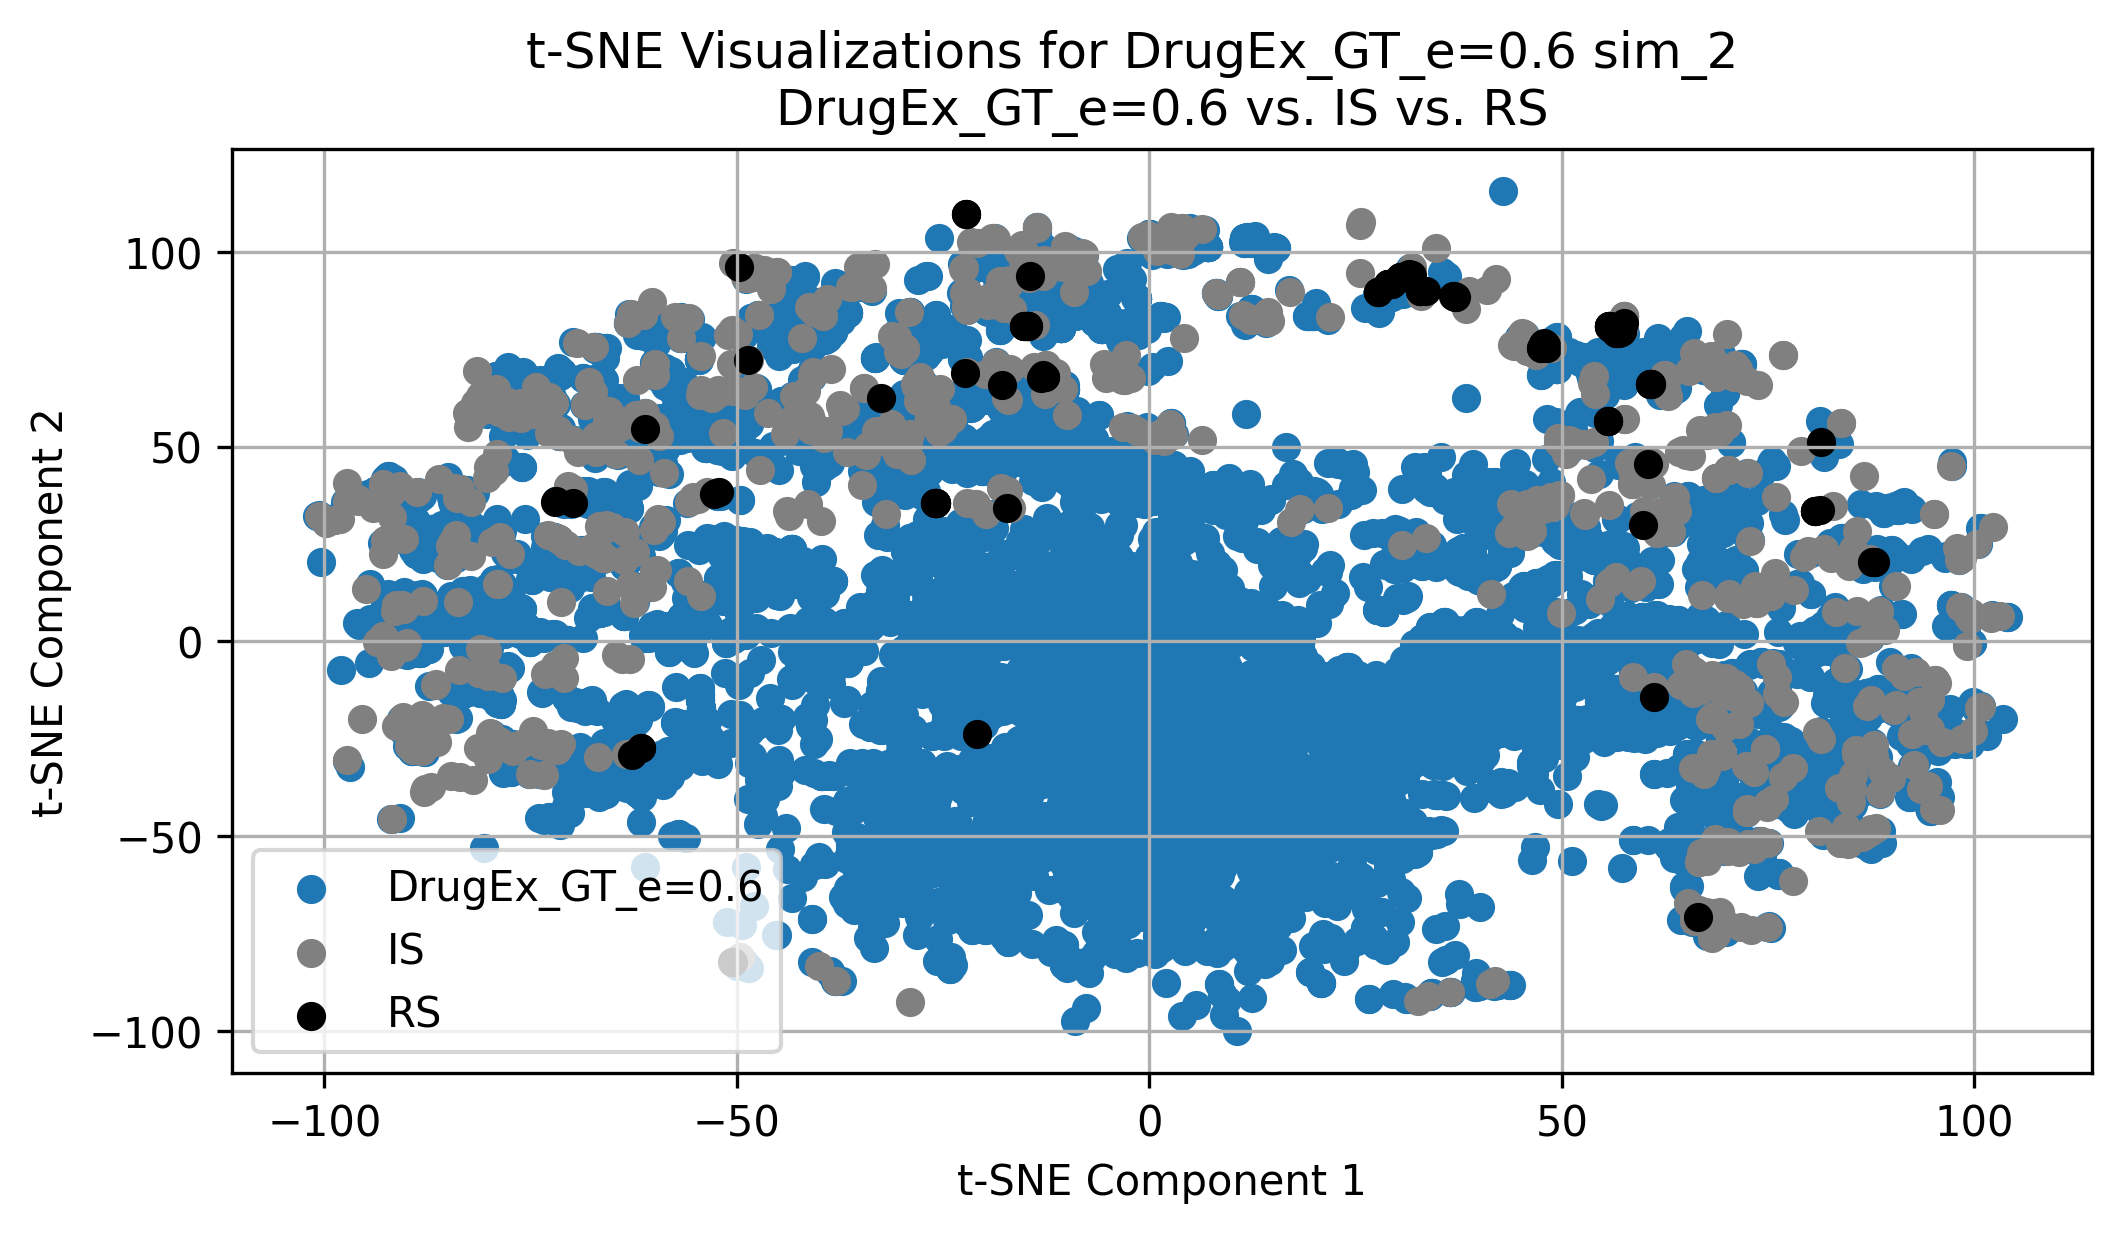 t-SNE Visualizations for DrugEx_GT_e=0.6 sim_2
DrugEx_GT_e=0.6 vs. IS vs. RS
t-SNE Component 2
100
50
0
−50
−100
DrugEx_GT_e=0.6
IS
RS
−100
−50
0
50
100
t-SNE Component 1